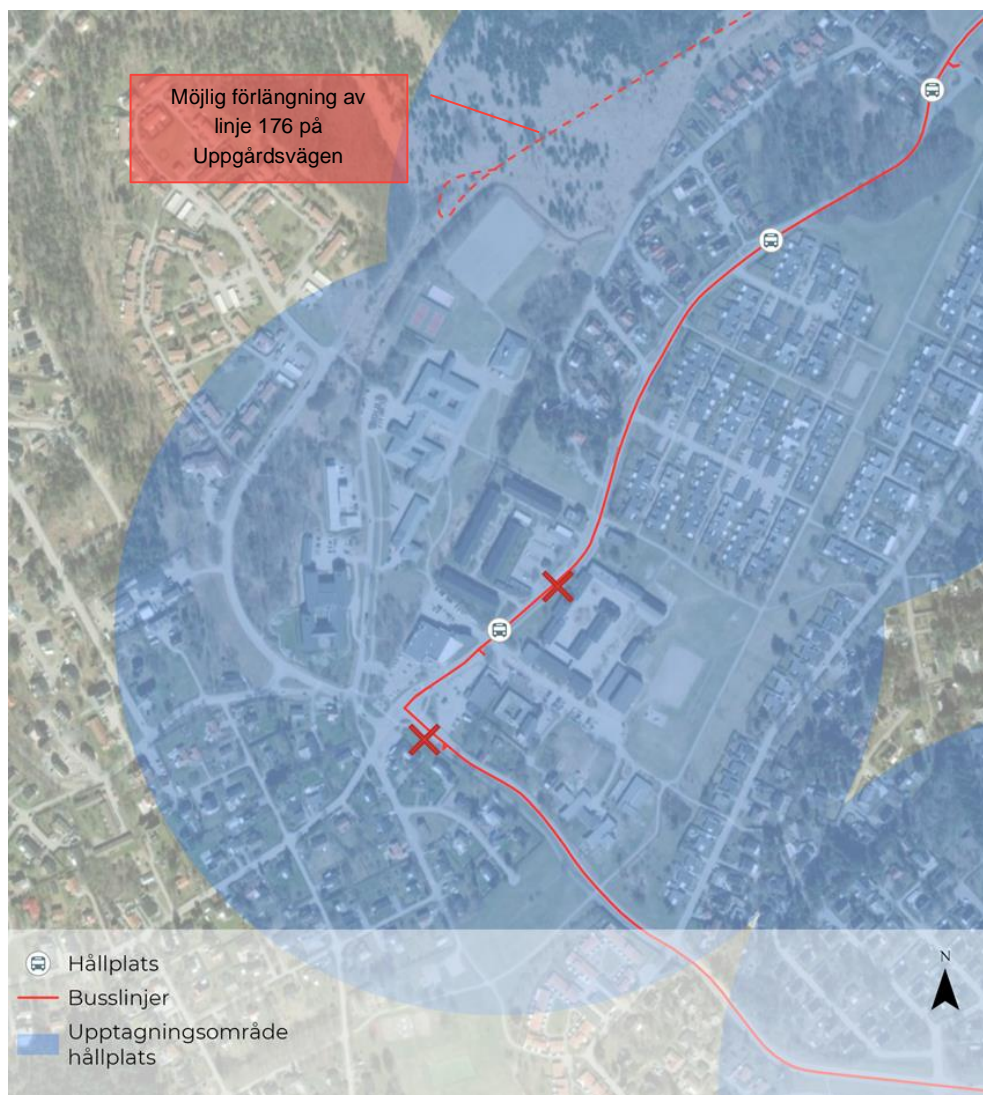 Möjlig förlängning av
linje 176 på
Uppgårdsvägen
Hållplats
N
Busslinjer
Upptagningsområde
hållplats